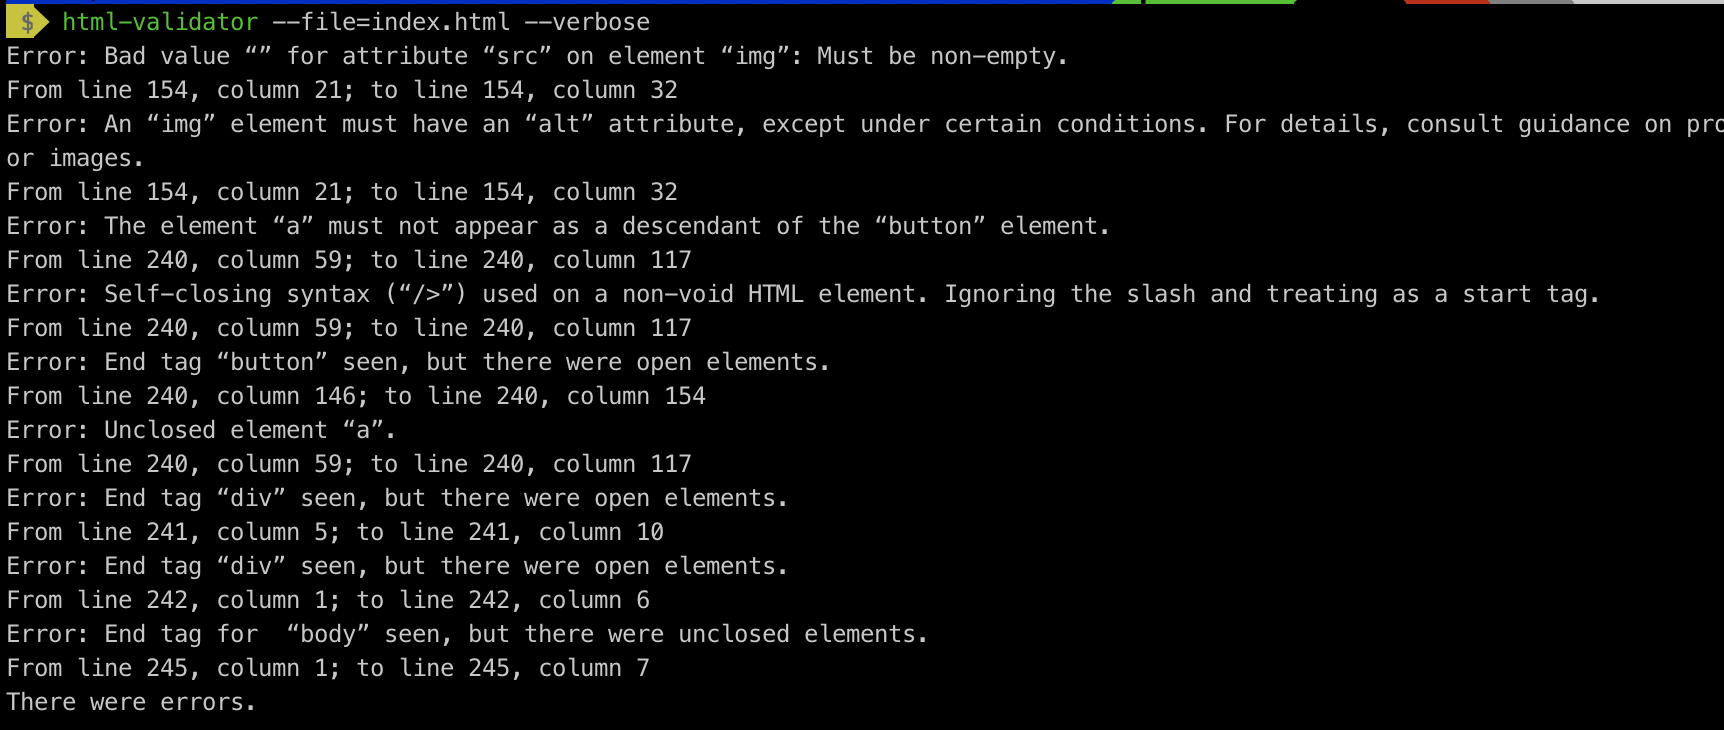 $ html-validator --file=index.html --verbose
Error: Bad value “” for attribute “src” on element “img”: Must be non-empty.
From line 154, column 21; to line 154, column 32
Error: An “img” element must have an “alt” attribute, except under certain conditions. For details, consult guidance on pro
or images.
From line 154, column 21; to line 154, column 32
Error: The element “a” must not appear as a descendant of the “button” element.
From line 240, column 59; to line 240, column 117
Error: Self-closing syntax (“/>”) used on a non-void HTML element. Ignoring the slash and treating as a start tag.
From line 240, column 59; to line 240, column 117
Error: End tag “button” seen, but there were open elements.
From line 240, column 146; to line 240, column 154
Error: Unclosed element “a”.
From line 240, column 59; to line 240, column 117
Error: End tag “div” seen, but there were open elements.
From line 241, column 5; to line 241, column 10
Error: End tag “div” seen, but there were open elements.
From line 242, column 1; to line 242, column 6
Error: End tag for  “body” seen, but there were unclosed elements.
From line 245, column 1; to line 245, column 7
There were errors.